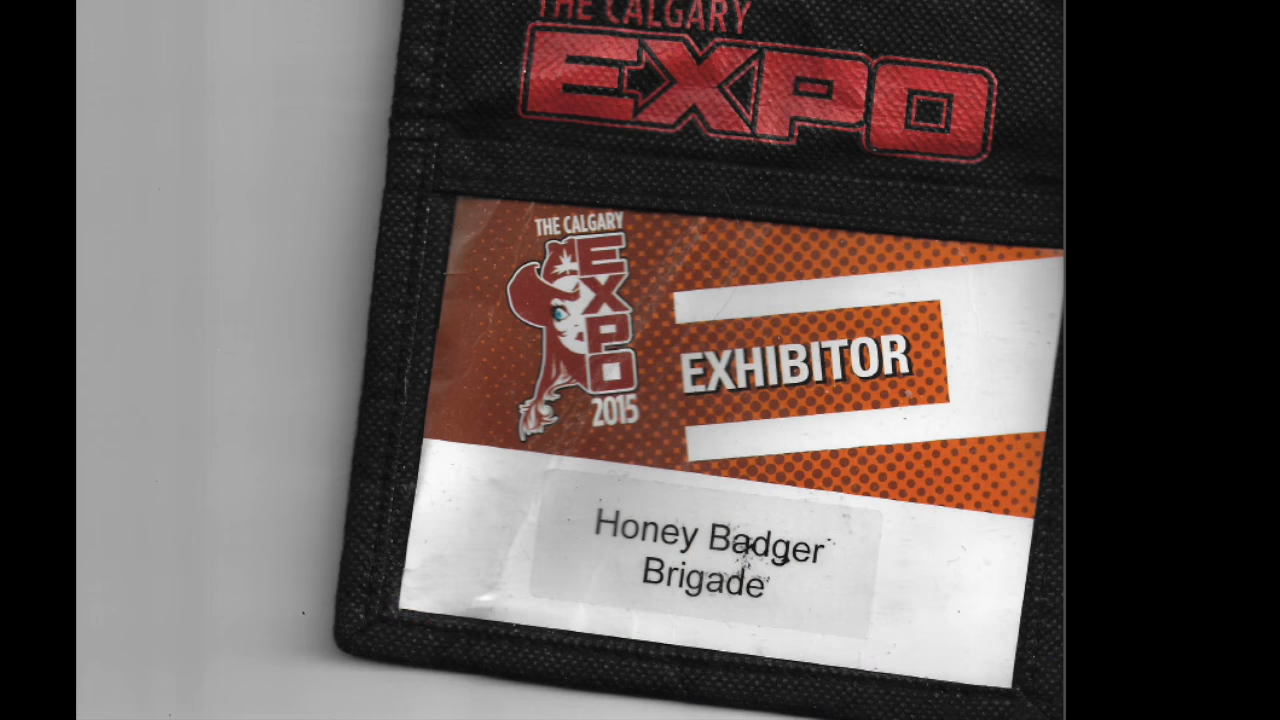 THE CALGARY
EXPO
THE CALGARY
EXPO
2015
EXHIBITOR
Honey Badger
Brigade